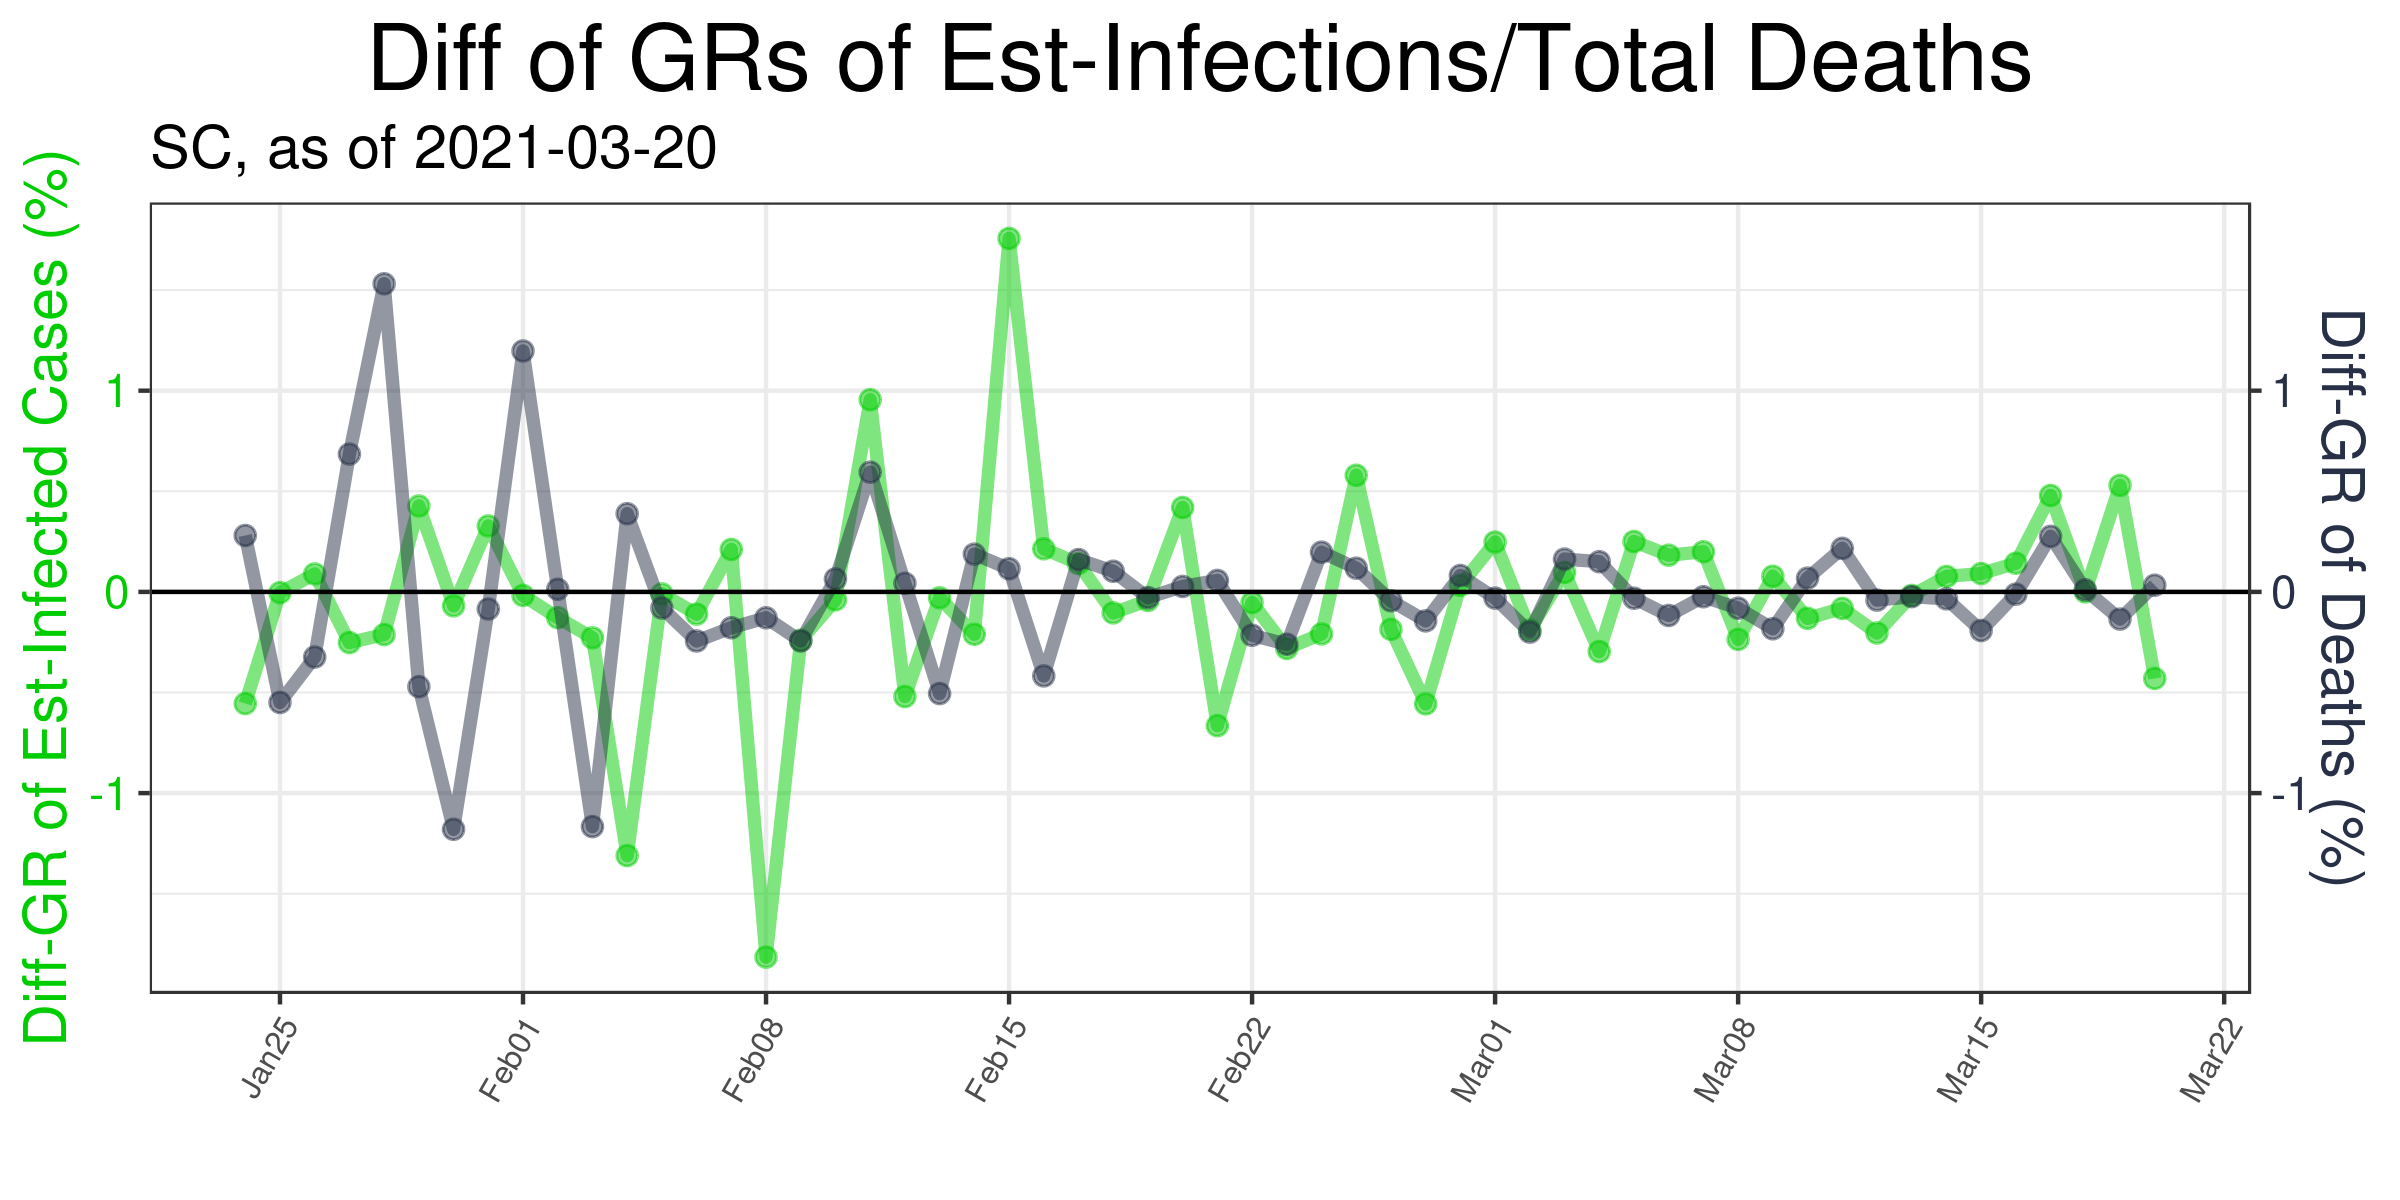 Diff of GRs of Est-Infections/Total Deaths
SC, as of 2021-03-20
Diff-GR of Est-Infected Cases (%)
1
0
-1
1
0
-1
Diff-GR of Deaths (%)
Jan25
Feb01
Feb08
Feb15
Feb22
Mar01
Mar08
Mar15
Mar22